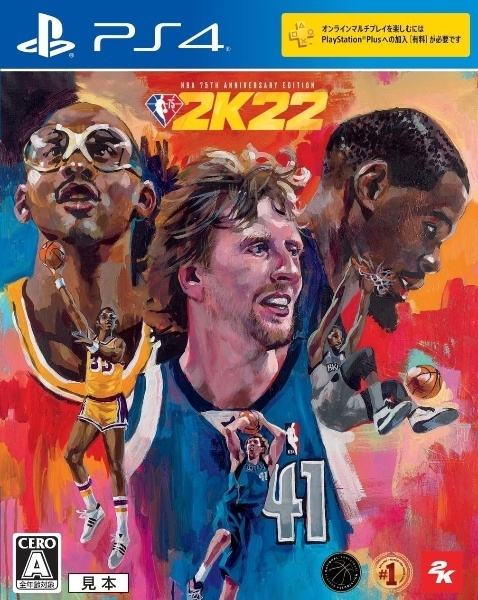 PS4
オンラインマルチプレイを楽しむには
PlayStation®Plusへの加入［有料］が必要です
NBA 75TH ANNIVERSARY EDITION
75
2K22
33
41
41
CERO
A
全年齢対象
見本
#1
2K